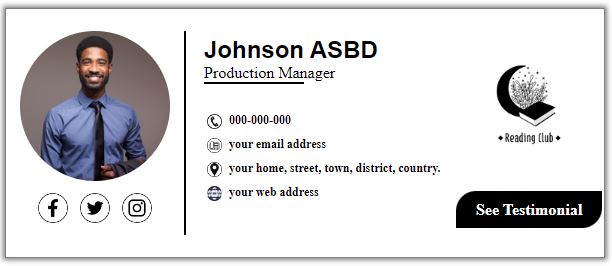 Johnson ASBD
Production Manager
000-000-000
your email address
your home, street, town, district, country.
your web address
Reading Club
See Testimonial